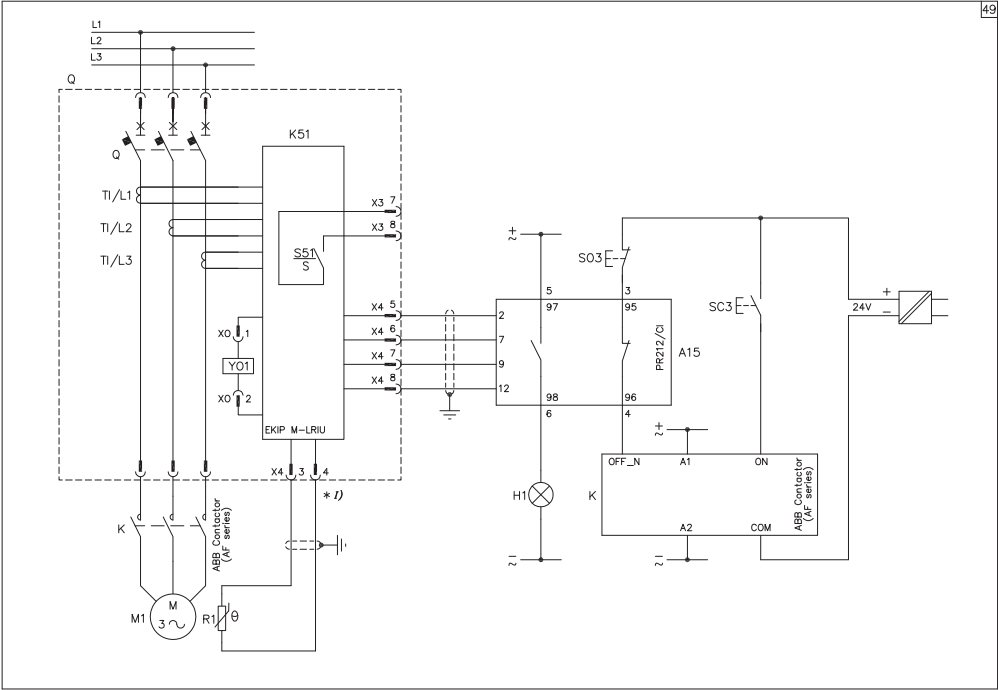 49
L1
L2
L3
Q
K51
Q
TI/L1
TI/L2
TI/L3
X3 7
X3 8
S51
S
X4 5
X4 6
X4 7
X4 8
X0 1
Y01
X0 2
EKIP M-LRIU
X4 3 4
* 1)
K
ABB Contactor
(AF series)
M1
M
3 ~
R1 θ
+
~
5
97
2
7
9
12
98
6
H1
−
~
S03
3
95
PR212/CI
A15
96
4
SC3
24V
+
−
+
~
OFF_N A1 ON
K
ABB Contactor
(AF series)
A2 COM
−
~